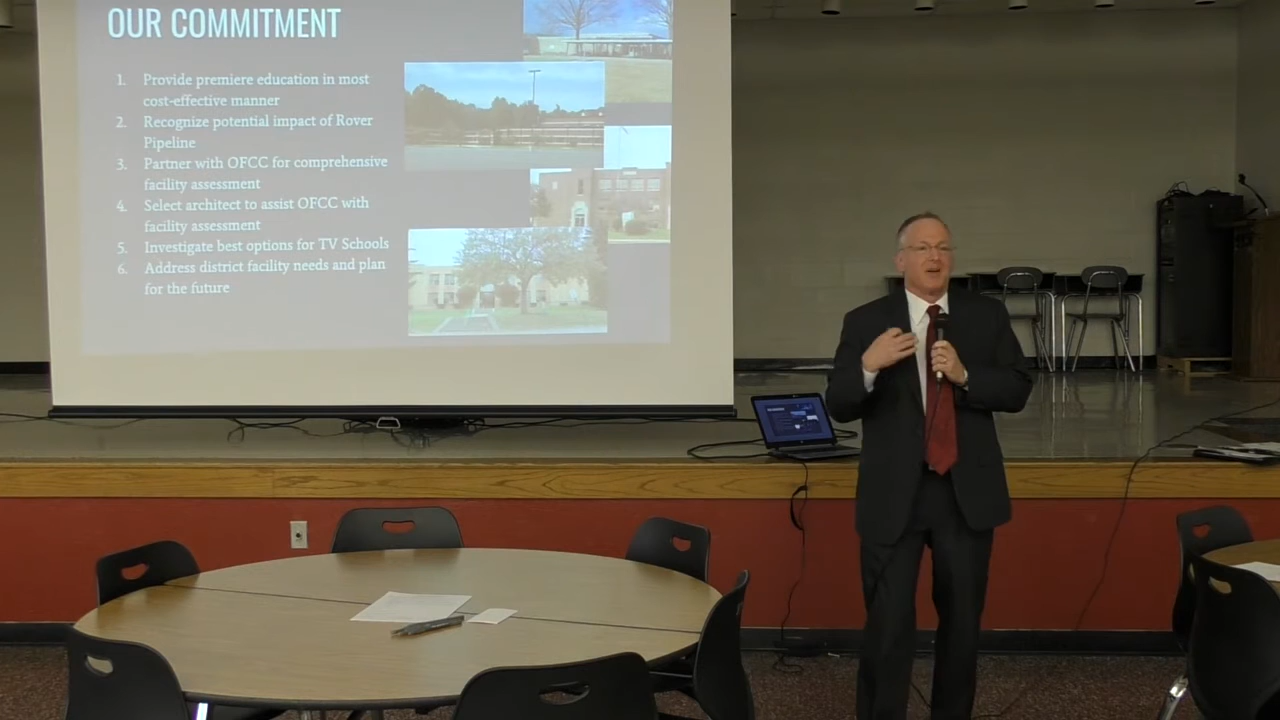 OUR COMMITMENT
1. Provide premiere education in most
cost-effective manner
2. Recognize potential impact of Rover
Pipeline
3. Partner with OFCC for comprehensive
facility assessment
4. Select architect to assist OFCC with
facility assessment
5. Investigate best options for TV Schools
6. Address district facility needs and plan
for the future